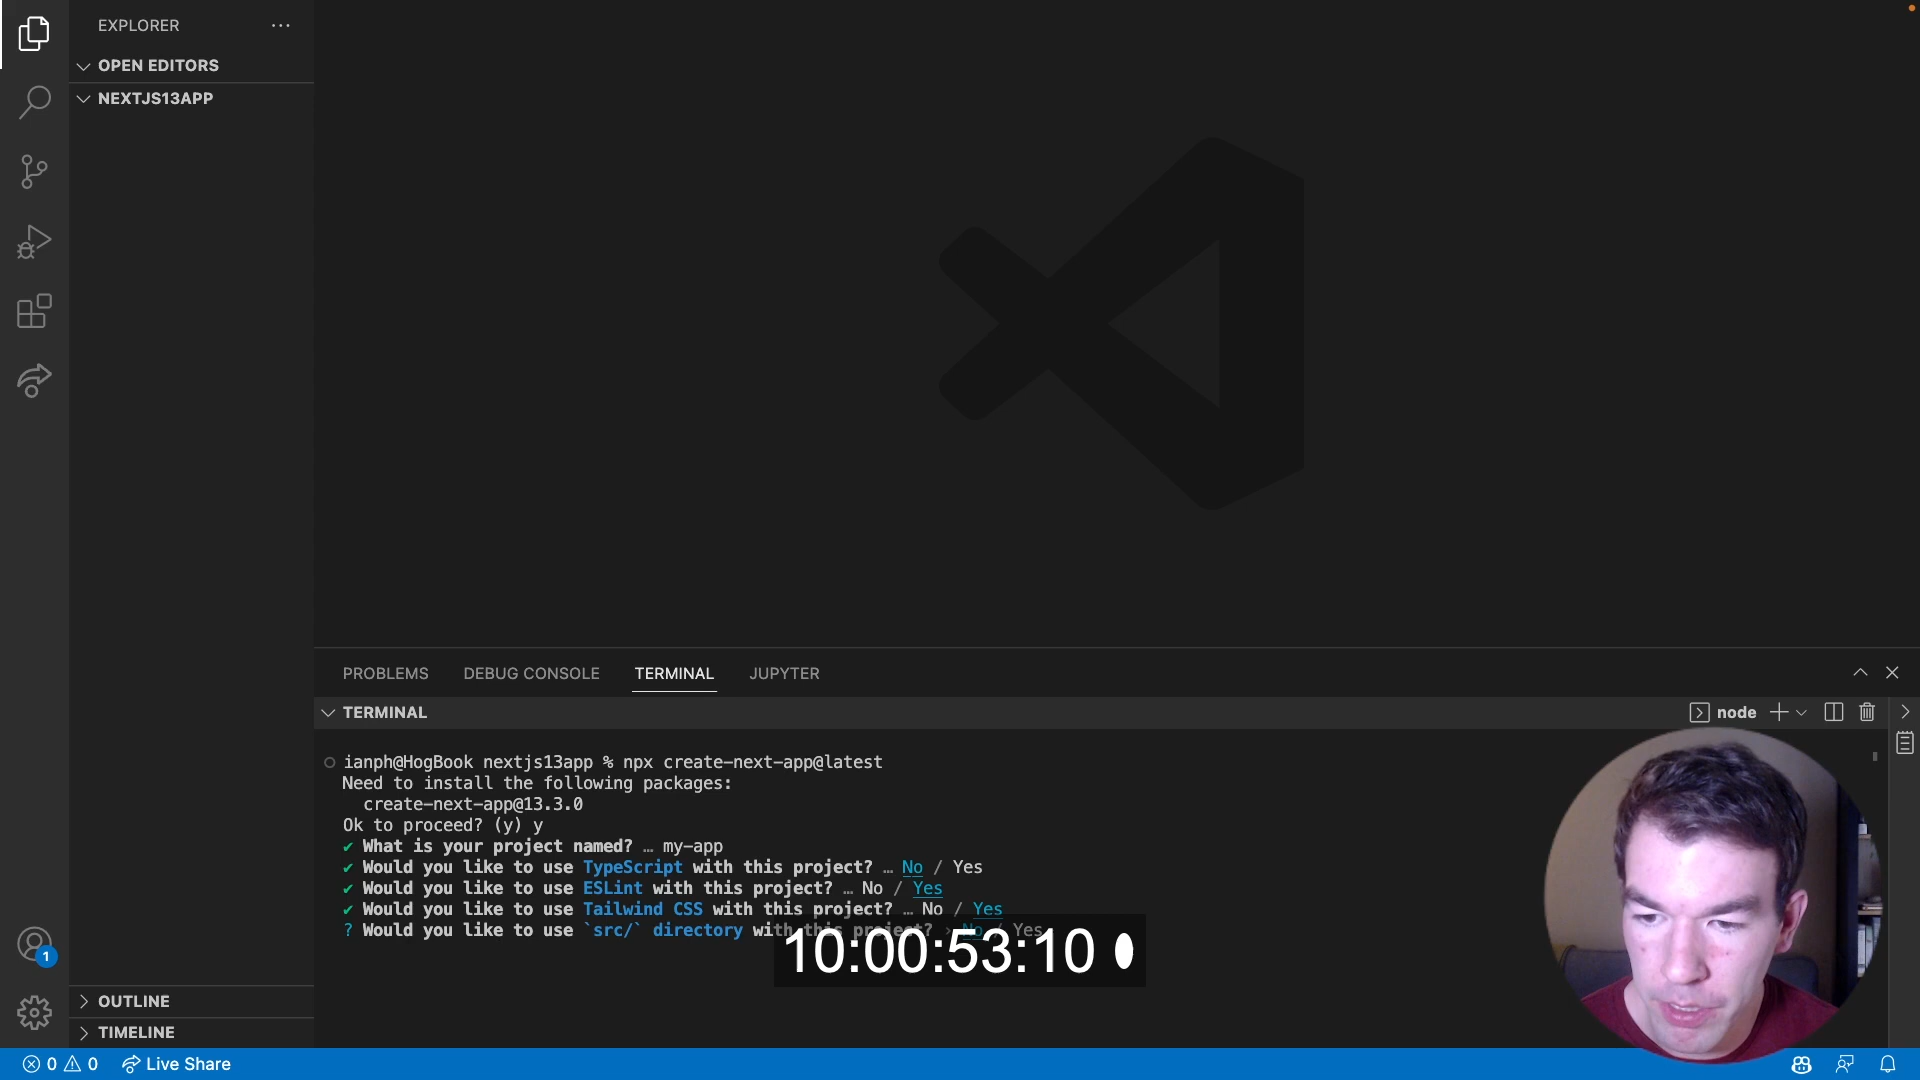 EXPLORER
OPEN EDITORS
NEXTJS13APP
PROBLEMS DEBUG CONSOLE TERMINAL JUPYTER
TERMINAL
node
ianph@HogBook nextjs13app % npx create-next-app@latest
Need to install the following packages:
create-next-app@13.3.0
Ok to proceed? (y) y
✔ What is your project named? … my-app
✔ Would you like to use TypeScript with this project? … No / Yes
✔ Would you like to use ESLint with this project? … No / Yes
✔ Would you like to use Tailwind CSS with this project? … No / Yes
? Would you like to use `src/` directory with this project? › No / Yes
10:00:53:10
1
OUTLINE
TIMELINE
0 0 Live Share